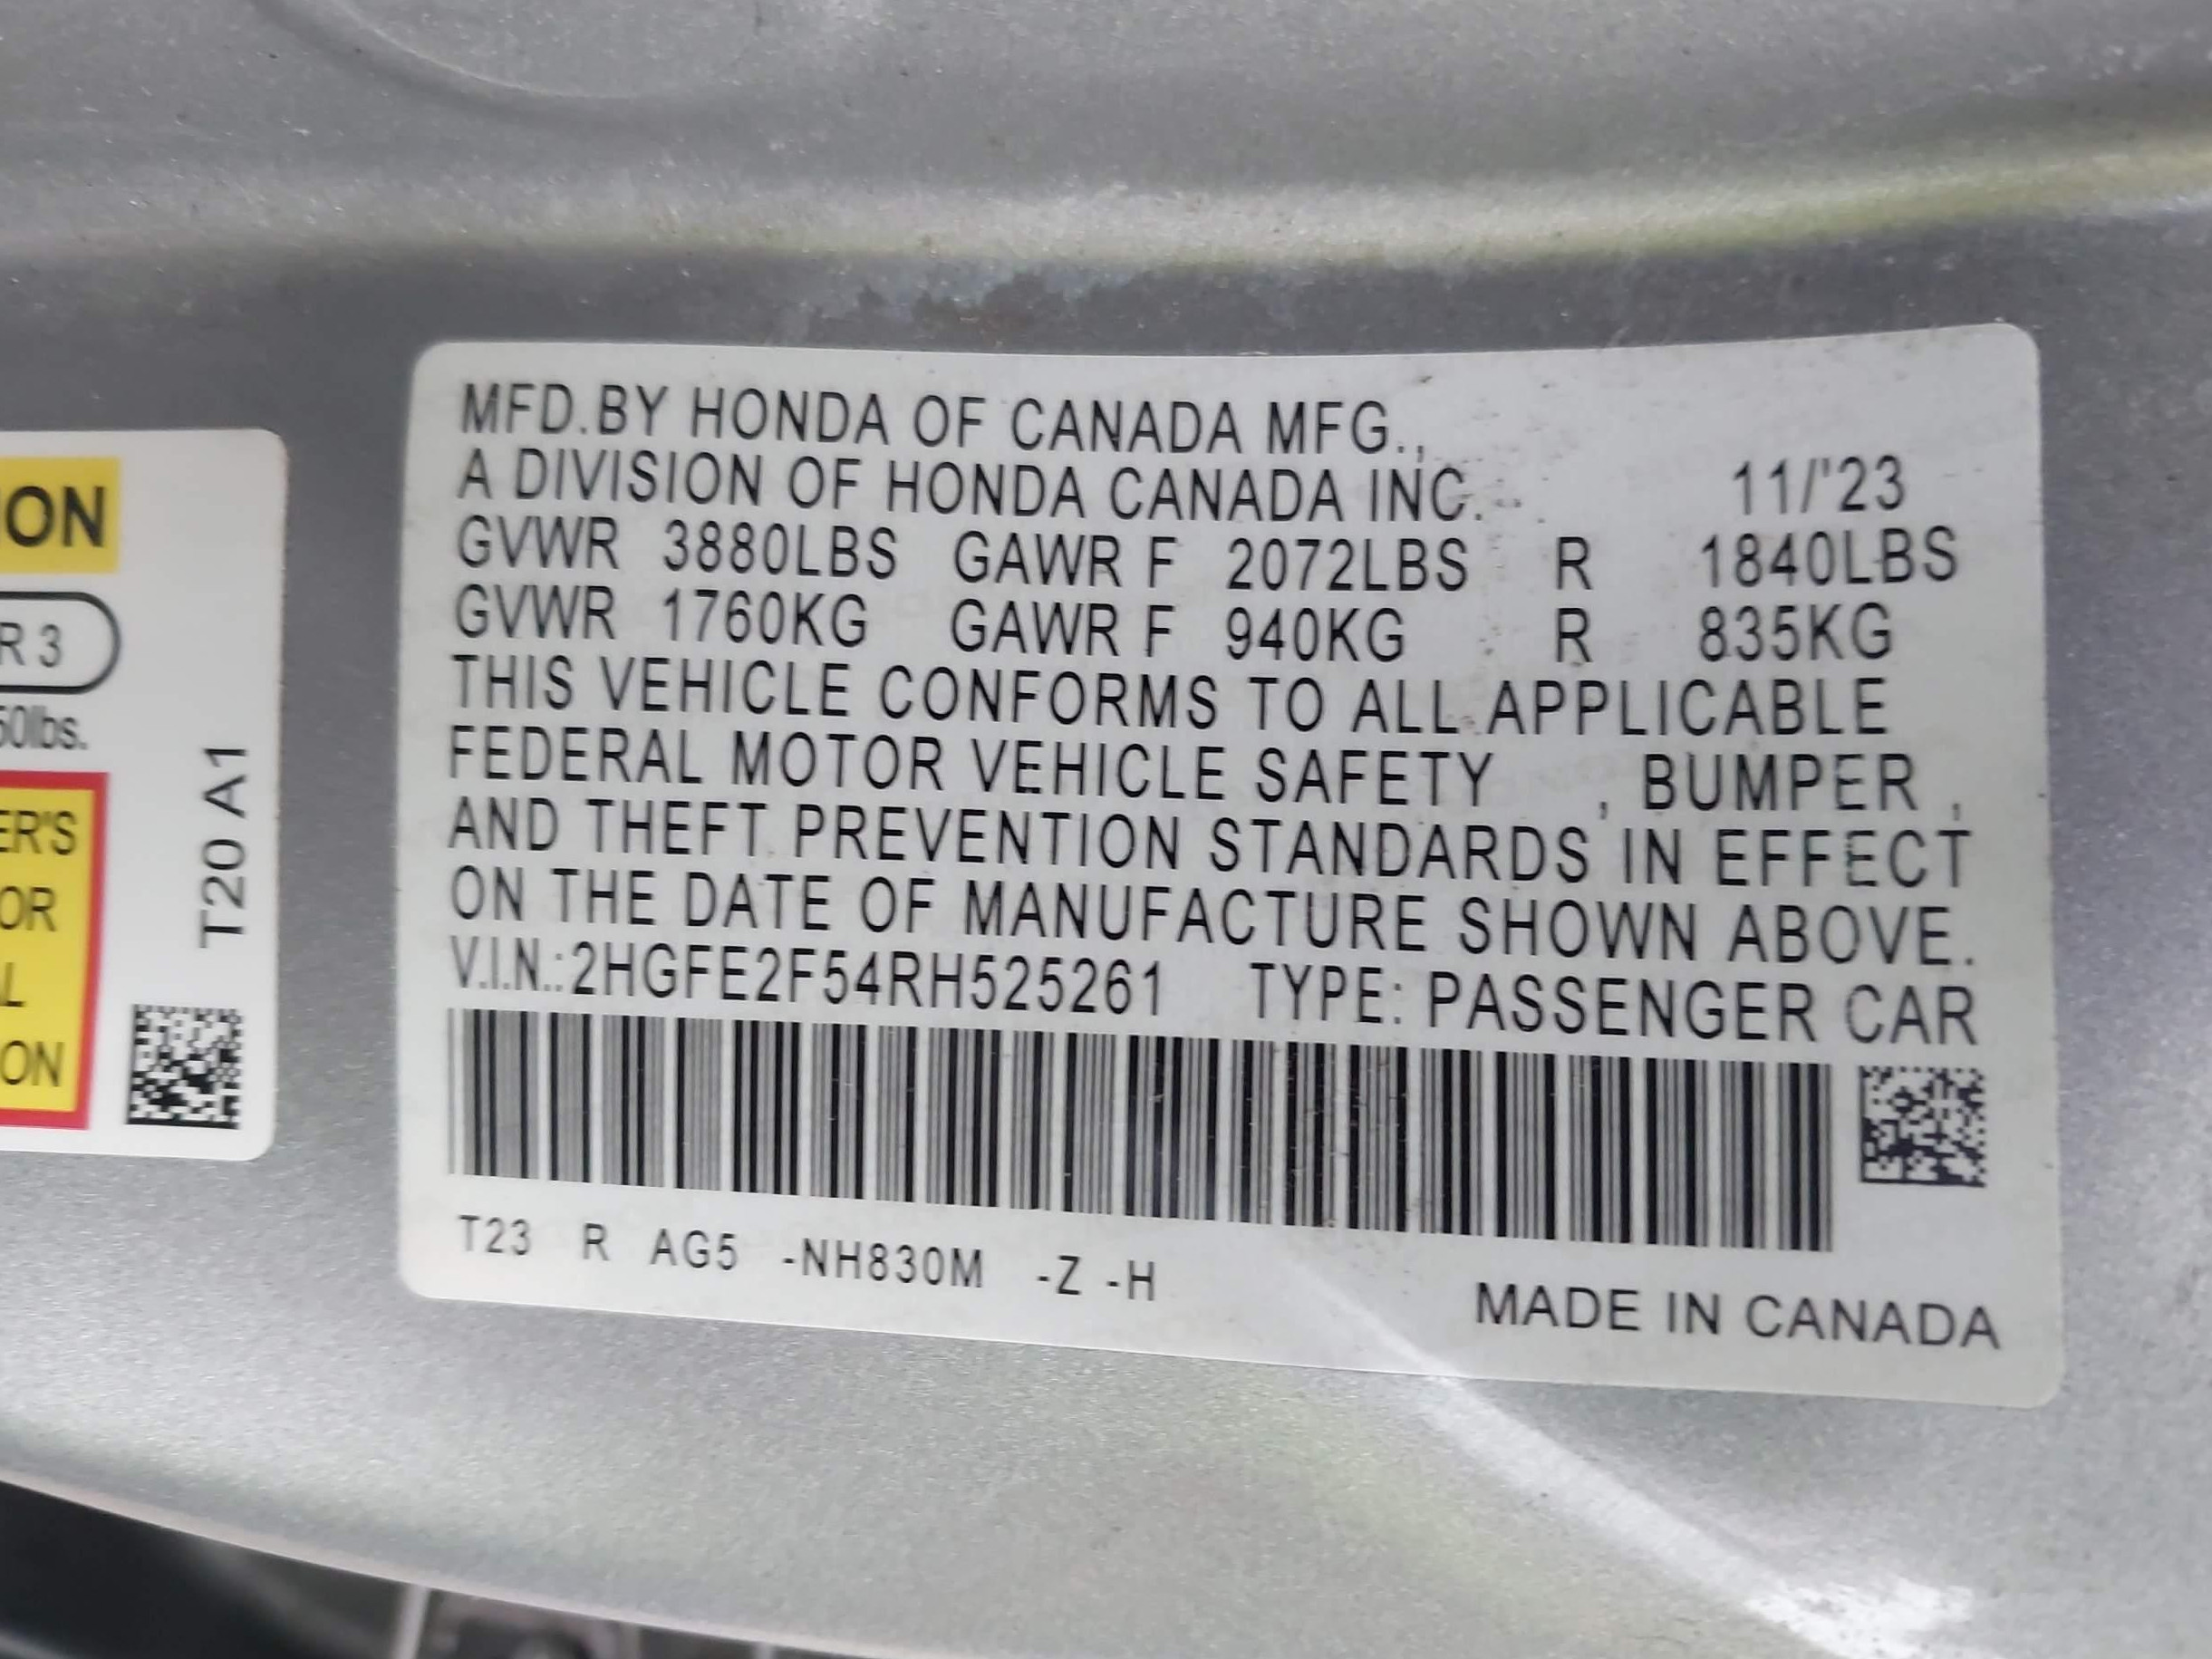 MFD.BY HONDA OF CANADA MFG.,
A DIVISION OF HONDA CANADA INC. 11/'23
GVWR 3880LBS GAWR F 2072LBS R 1840LBS
GVWR 1760KG GAWR F 940KG R 835KG
THIS VEHICLE CONFORMS TO ALL APPLICABLE
FEDERAL MOTOR VEHICLE SAFETY , BUMPER ,
AND THEFT PREVENTION STANDARDS IN EFFECT
ON THE DATE OF MANUFACTURE SHOWN ABOVE.
V.I.N.:2HGFE2F54RH525261 TYPE: PASSENGER CAR
T23 R AG5 -NH830M -Z -H
MADE IN CANADA
ION
R 3
50lbs.
ER'S
OR
L
ON
T20 A1